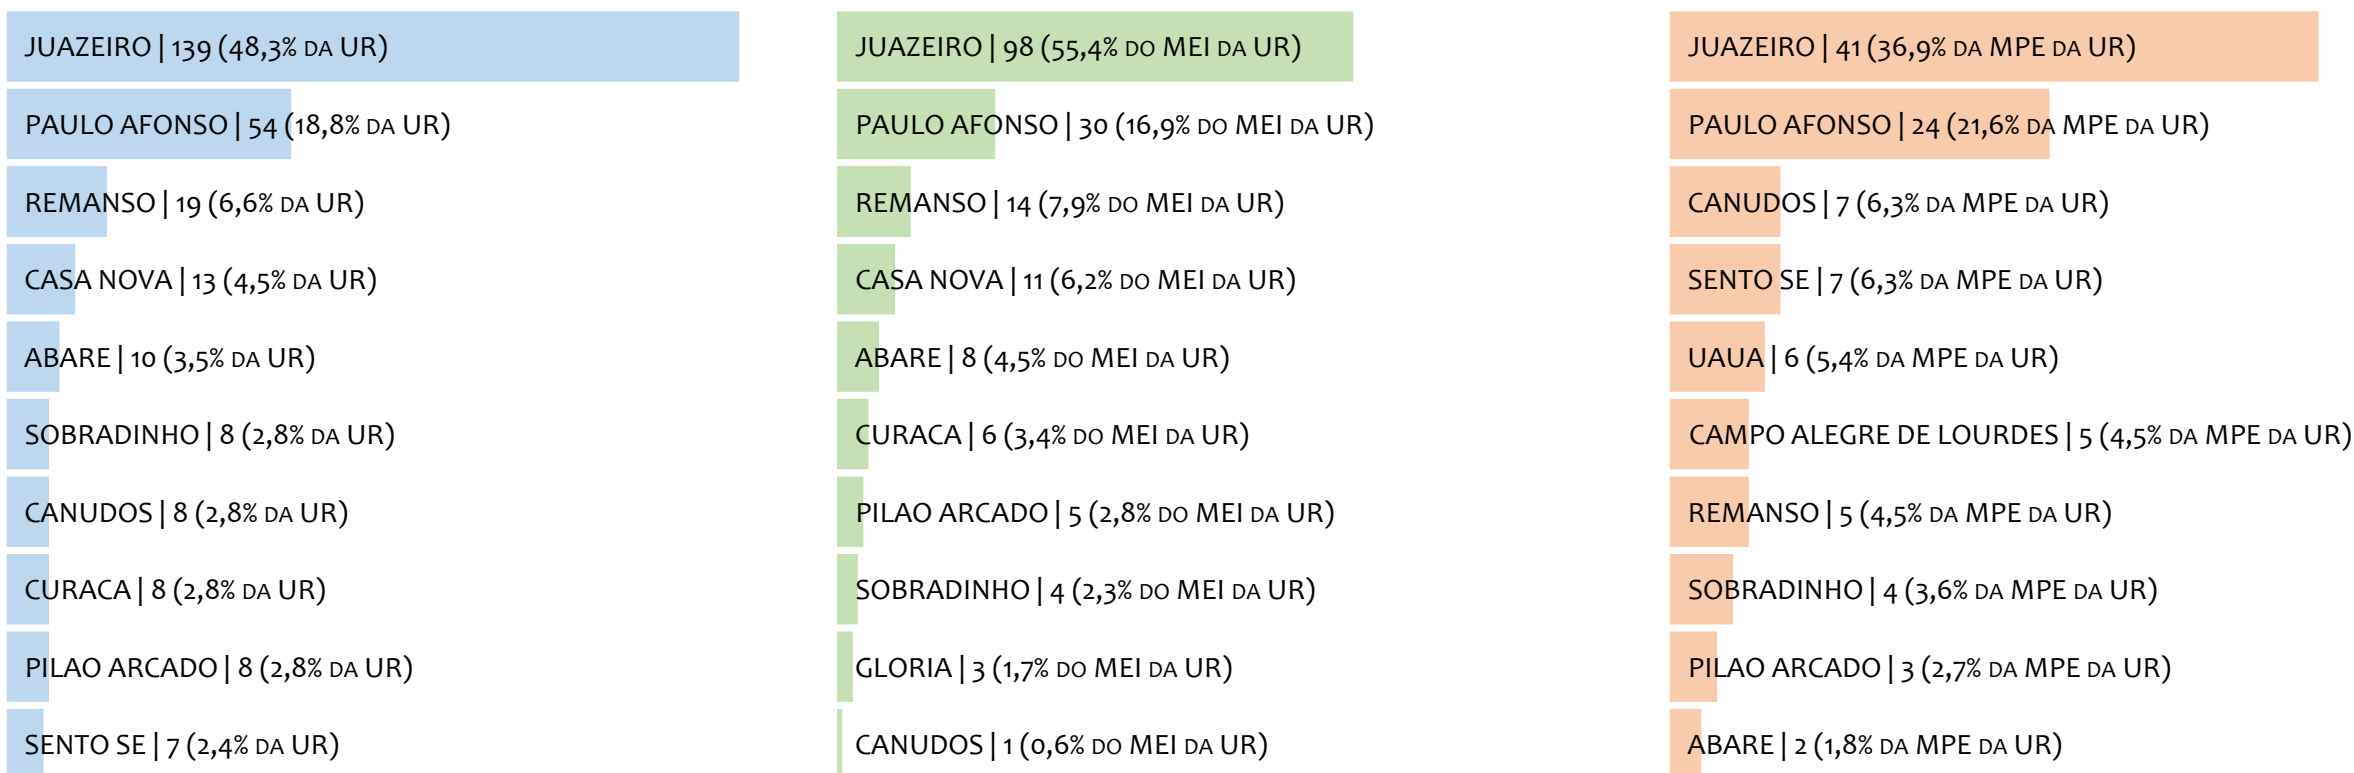 JUAZEIRO | 139 (48,3% DA UR)
PAULO AFONSO | 54 (18,8% DA UR)
REMANSO | 19 (6,6% DA UR)
CASA NOVA | 13 (4,5% DA UR)
ABARE | 10 (3,5% DA UR)
SOBRADINHO | 8 (2,8% DA UR)
CANUDOS | 8 (2,8% DA UR)
CURACA | 8 (2,8% DA UR)
PILAO ARCADO | 8 (2,8% DA UR)
SENTO SE | 7 (2,4% DA UR)
JUAZEIRO | 98 (55,4% DO MEI DA UR)
PAULO AFONSO | 30 (16,9% DO MEI DA UR)
REMANSO | 14 (7,9% DO MEI DA UR)
CASA NOVA | 11 (6,2% DO MEI DA UR)
ABARE | 8 (4,5% DO MEI DA UR)
CURACA | 6 (3,4% DO MEI DA UR)
PILAO ARCADO | 5 (2,8% DO MEI DA UR)
SOBRADINHO | 4 (2,3% DO MEI DA UR)
GLORIA | 3 (1,7% DO MEI DA UR)
CANUDOS | 1 (0,6% DO MEI DA UR)
JUAZEIRO | 41 (36,9% DA MPE DA UR)
PAULO AFONSO | 24 (21,6% DA MPE DA UR)
CANUDOS | 7 (6,3% DA MPE DA UR)
SENTO SE | 7 (6,3% DA MPE DA UR)
UAUA | 6 (5,4% DA MPE DA UR)
CAMPO ALEGRE DE LOURDES | 5 (4,5% DA MPE DA UR)
REMANSO | 5 (4,5% DA MPE DA UR)
SOBRADINHO | 4 (3,6% DA MPE DA UR)
PILAO ARCADO | 3 (2,7% DA MPE DA UR)
ABARE | 2 (1,8% DA MPE DA UR)